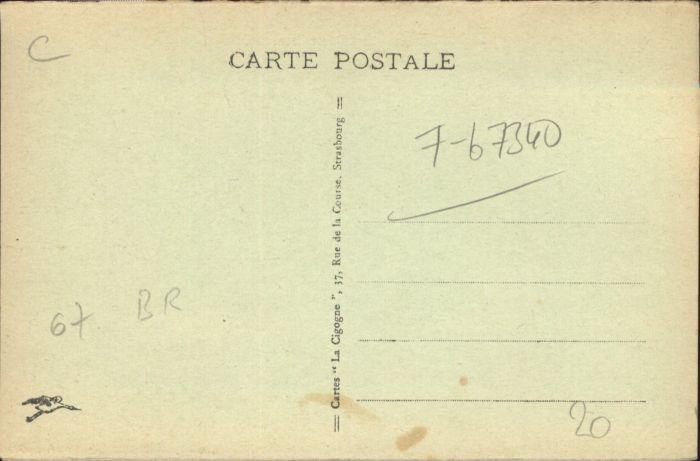 C
CARTE POSTALE
7-67340
Cartes “ La Cigogne ”, 37, Rue de la Course, Strasbourg
67 BR
20